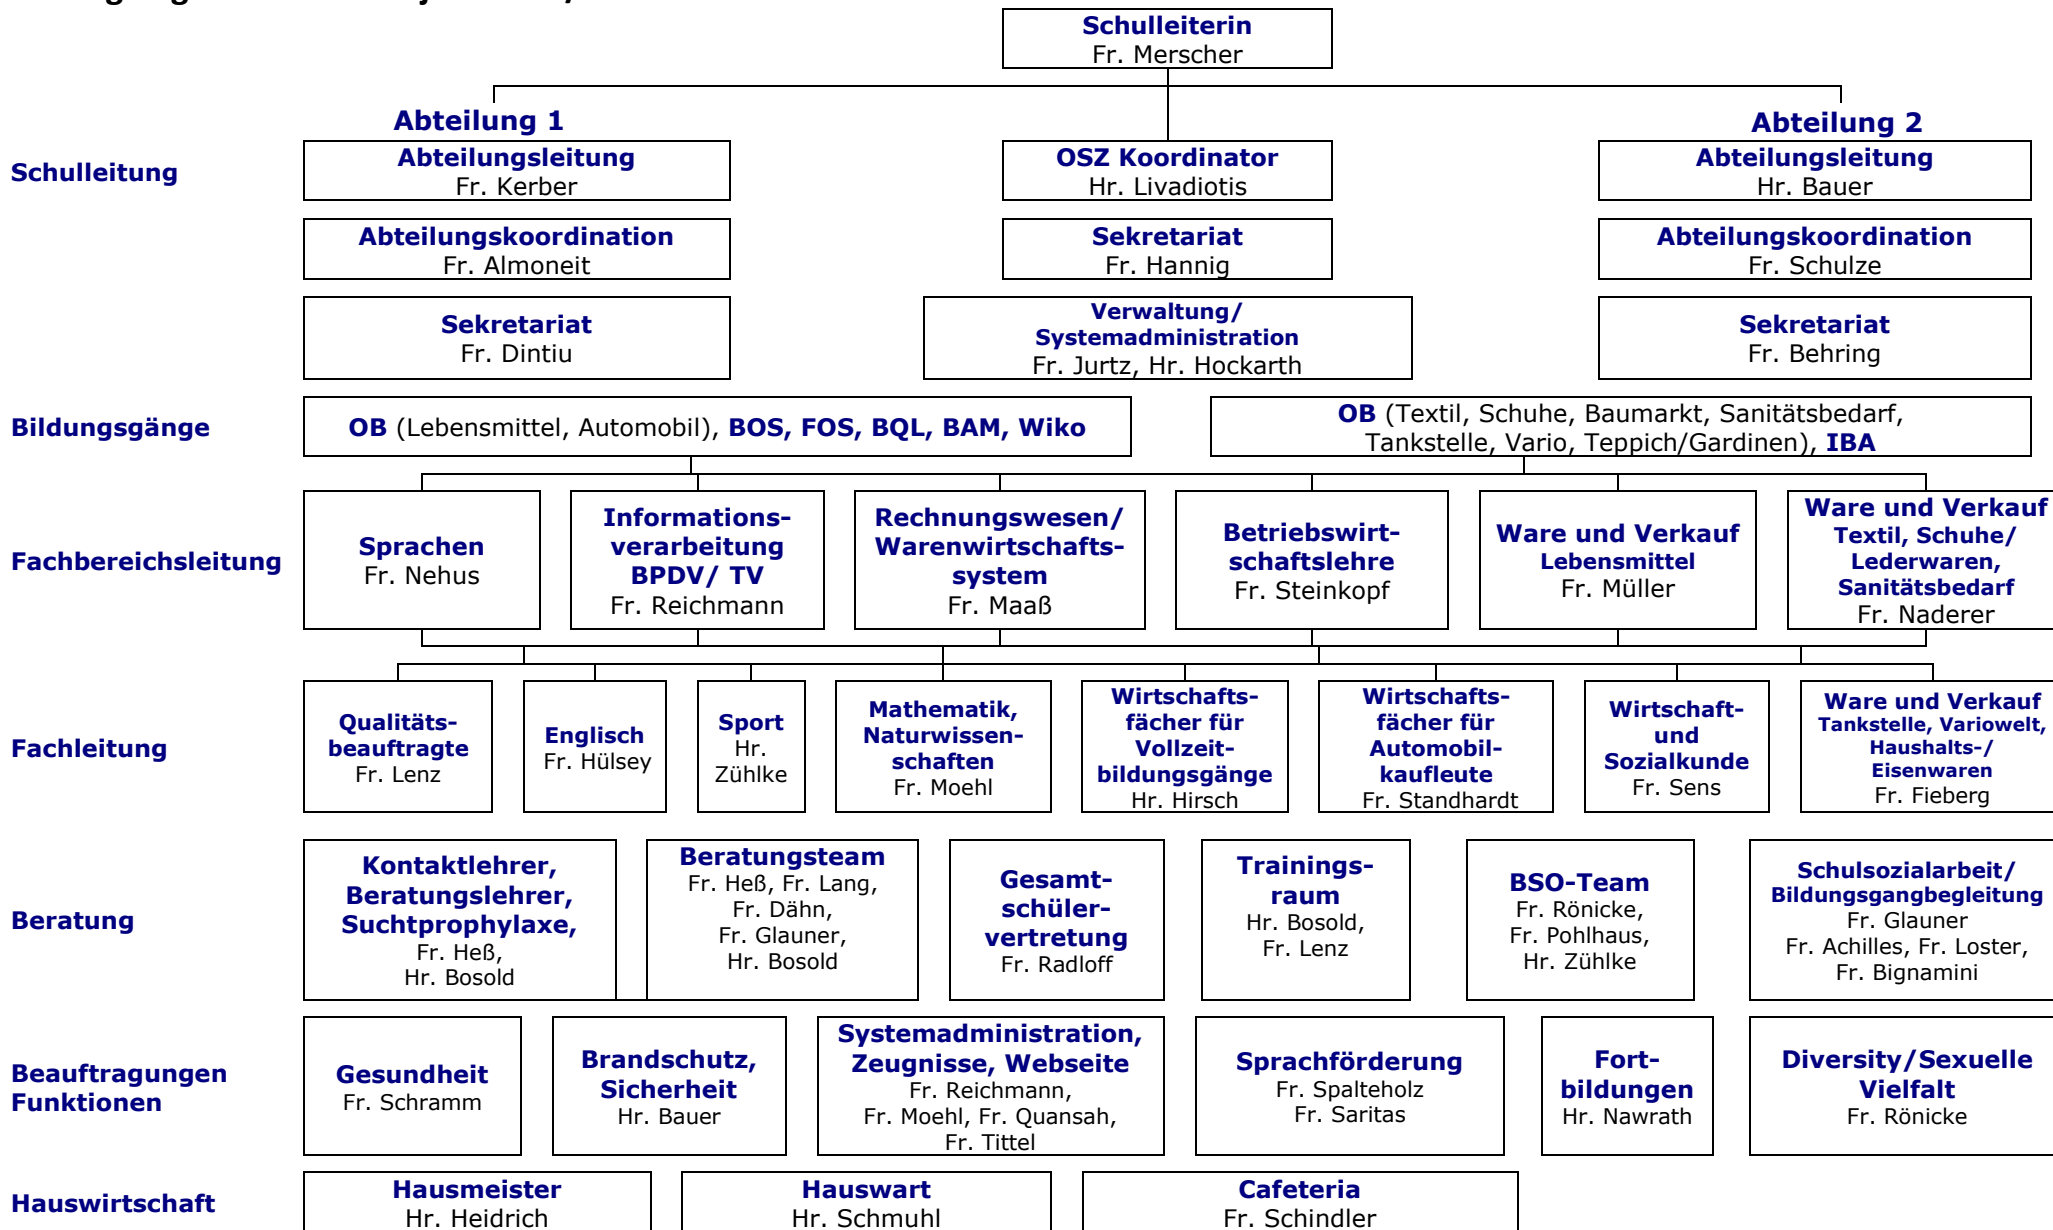 Schulleiterin
Fr. Merscher
Abteilung 1
Abteilung 2
Schulleitung
Abteilungsleitung
Fr. Kerber
OSZ Koordinator
Hr. Livadiotis
Abteilungsleitung
Hr. Bauer
Abteilungskoordination
Fr. Almoneit
Sekretariat
Fr. Hannig
Abteilungskoordination
Fr. Schulze
Sekretariat
Fr. Dintiu
Verwaltung/
Systemadministration
Fr. Jurtz, Hr. Hockarth
Sekretariat
Fr. Behring
Bildungsgänge
OB (Lebensmittel, Automobil), BOS, FOS, BQL, BAM, Wiko
OB (Textil, Schuhe, Baumarkt, Sanitätsbedarf,
Tankstelle, Vario, Teppich/Gardinen), IBA
Fachbereichsleitung
Sprachen
Fr. Nehus
Informations-
verarbeitung
BPDV/ TV
Fr. Reichmann
Rechnungswesen/
Warenwirtschafts-
system
Fr. Maaß
Betriebswirt-
schaftslehre
Fr. Steinkopf
Ware und Verkauf
Lebensmittel
Fr. Müller
Ware und Verkauf
Textil, Schuhe/
Lederwaren,
Sanitätsbedarf
Fr. Naderer
Fachleitung
Qualitäts-
beauftragte
Fr. Lenz
Englisch
Fr. Hülsey
Sport
Hr.
Zühlke
Mathematik,
Naturwissen-
schaften
Fr. Moehl
Wirtschafts-
fächer für
Vollzeit-
bildungsgänge
Hr. Hirsch
Wirtschafts-
fächer für
Automobil-
kaufleute
Fr. Standhardt
Wirtschaft-
und
Sozialkunde
Fr. Sens
Ware und Verkauf
Tankstelle, Variowelt,
Haushalts-/
Eisenwaren
Fr. Fieberg
Beratung
Kontaktlehrer,
Beratungslehrer,
Suchtprophylaxe,
Fr. Heß,
Hr. Bosold
Beratungsteam
Fr. Heß, Fr. Lang,
Fr. Dähn,
Fr. Glauner,
Hr. Bosold
Gesamt-
schüler-
vertretung
Fr. Radloff
Trainings-
raum
Hr. Bosold,
Fr. Lenz
BSO-Team
Fr. Rönicke,
Fr. Pohlhaus,
Hr. Zühlke
Schulsozialarbeit/
Bildungsgangbegleitung
Fr. Glauner
Fr. Achilles, Fr. Loster,
Fr. Bignamini
Beauftragungen
Funktionen
Gesundheit
Fr. Schramm
Brandschutz,
Sicherheit
Hr. Bauer
Systemadministration,
Zeugnisse, Webseite
Fr. Reichmann,
Fr. Moehl, Fr. Quansah,
Fr. Tittel
Sprachförderung
Fr. Spalteholz
Fr. Saritas
Fort-
bildungen
Hr. Nawrath
Diversity/Sexuelle
Vielfalt
Fr. Rönicke
Hauswirtschaft
Hausmeister
Hr. Heidrich
Hauswart
Hr. Schmuhl
Cafeteria
Fr. Schindler